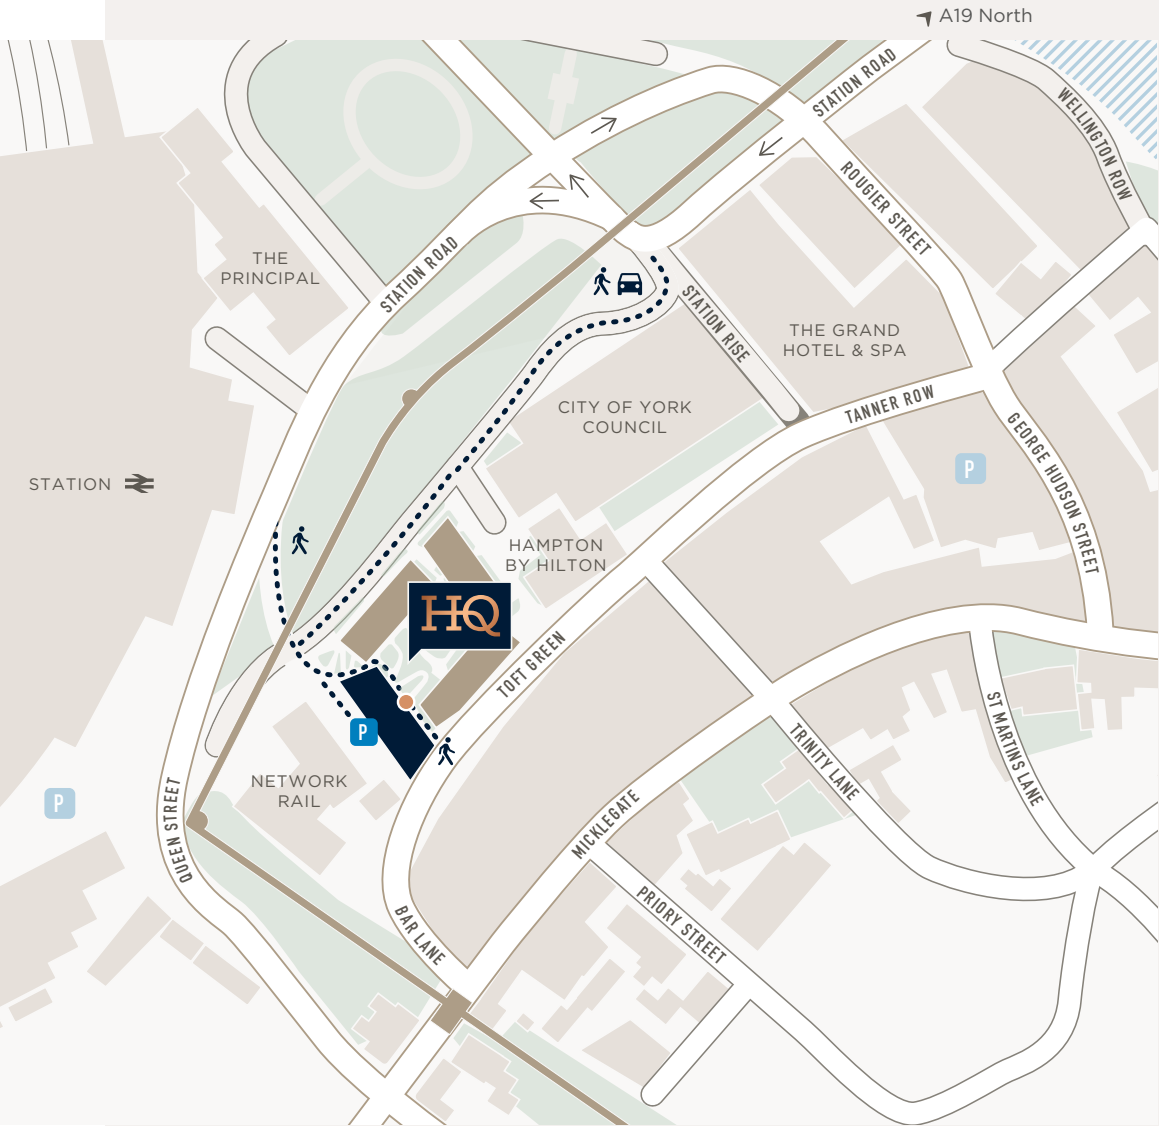 A19 North
STATION ROAD
WELLINGTON ROW
ROUGIER STREET
THE
PRINCIPAL
STATION ROAD
STATION RISE
THE GRAND
HOTEL & SPA
TANNER ROW
CITY OF YORK
COUNCIL
GEORGE HUDSON STREET
P
STATION
HAMPTON
BY HILTON
HQ
TOFT GREEN
P
NETWORK
RAIL
P
QUEEN STREET
TRINITY LANE
ST MARTINS LANE
MICKLEGATE
PRIORY STREET
BAR LANE